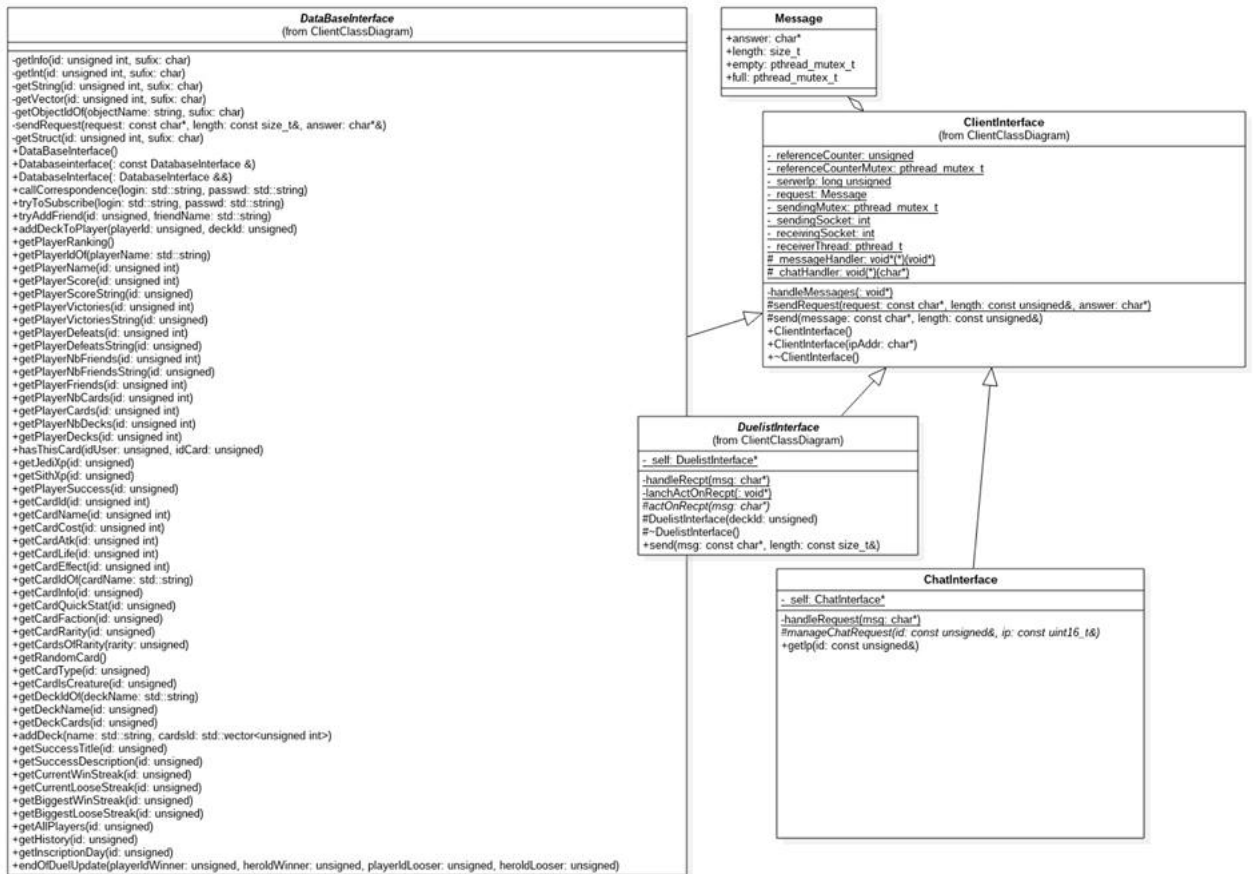 DataBaseInterface
(from ClientClassDiagram)
-getInfo(id: unsigned int, sufix: char)
-getInt(id: unsigned int, sufix: char)
-getString(id: unsigned int, sufix: char)
-getVector(id: unsigned int, sufix: char)
-getObjectIdOf(objectName: string, sufix: char)
-sendRequest(request: const char*, length: const size_t&, answer: char*&)
-getStruct(id: unsigned int, sufix: char)
+DataBaseInterface()
+Databaseinterface(: const DatabaseInterface &)
+DatabaseInterface(: DatabaseInterface &&)
+callCorrespondence(login: std::string, passwd: std::string)
+tryToSubscribe(login: std::string, passwd: std::string)
+tryAddFriend(id: unsigned, friendName: std::string)
+addDeckToPlayer(playerId: unsigned, deckId: unsigned)
+getPlayerRanking()
+getPlayerIdOf(playerName: std::string)
+getPlayerName(id: unsigned int)
+getPlayerScore(id: unsigned int)
+getPlayerScoreString(id: unsigned)
+getPlayerVictories(id: unsigned int)
+getPlayerVictoriesString(id: unsigned)
+getPlayerDefeats(id: unsigned int)
+getPlayerDefeatsString(id: unsigned)
+getPlayerNbFriends(id: unsigned int)
+getPlayerNbFriendsString(id: unsigned)
+getPlayerFriends(id: unsigned int)
+getPlayerNbCards(id: unsigned int)
+getPlayerCards(id: unsigned int)
+getPlayerNbDecks(id: unsigned int)
+getPlayerDecks(id: unsigned int)
+hasThisCard(idUser: unsigned, idCard: unsigned)
+getJediXp(id: unsigned)
+getSithXp(id: unsigned)
+getPlayerSuccess(id: unsigned)
+getCardId(id: unsigned int)
+getCardName(id: unsigned int)
+getCardCost(id: unsigned int)
+getCardAtk(id: unsigned int)
+getCardLife(id: unsigned int)
+getCardEffect(id: unsigned int)
+getCardIdOf(cardName: std::string)
+getCardInfo(id: unsigned)
+getCardQuickStat(id: unsigned)
+getCardFaction(id: unsigned)
+getCardRarity(id: unsigned)
+getCardsOfRarity(rarity: unsigned)
+getRandomCard()
+getCardType(id: unsigned)
+getCardIsCreature(id: unsigned)
+getDeckIdOf(deckName: std::string)
+getDeckName(id: unsigned)
+getDeckCards(id: unsigned)
+addDeck(name: std::string, cardsId: std::vector<unsigned int>)
+getSuccessTitle(id: unsigned)
+getSuccessDescription(id: unsigned)
+getCurrentWinStreak(id: unsigned)
+getCurrentLooseStreak(id: unsigned)
+getBiggestWinStreak(id: unsigned)
+getBiggestLooseStreak(id: unsigned)
+getAllPlayers(id: unsigned)
+getHistory(id: unsigned)
+getInscriptionDay(id: unsigned)
+endOfDuelUpdate(playerIdWinner: unsigned, heroIdWinner: unsigned, playerIdLooser: unsigned, heroIdLooser: unsigned)
Message
+answer: char*
+length: size_t
+empty: pthread_mutex_t
+full: pthread_mutex_t
ClientInterface
(from ClientClassDiagram)
-_referenceCounter: unsigned
-_referenceCounterMutex: pthread_mutex_t
-_serverIp: long unsigned
-_request: Message
-_sendingMutex: pthread_mutex_t
-_sendingSocket: int
-_receivingSocket: int
-_receiverThread: pthread_t
#_messageHandler: void*(*)(void*)
#_chatHandler: void(*)(char*)
-handleMessages(: void*)
#sendRequest(request: const char*, length: const unsigned&, answer: char*)
#send(message: const char*, length: const unsigned&)
+ClientInterface()
+ClientInterface(ipAddr: char*)
+~ClientInterface()
DuelistInterface
(from ClientClassDiagram)
-_self: DuelistInterface*
-handleRecpt(msg: char*)
-lanchActOnRecpt(: void*)
#actOnRecpt(msg: char*)
#DuelistInterface(deckId: unsigned)
#~DuelistInterface()
+send(msg: const char*, length: const size_t&)
ChatInterface
-_self: ChatInterface*
-handleRequest(msg: char*)
#manageChatRequest(id: const unsigned&, ip: const uint16_t&)
+getIp(id: const unsigned&)